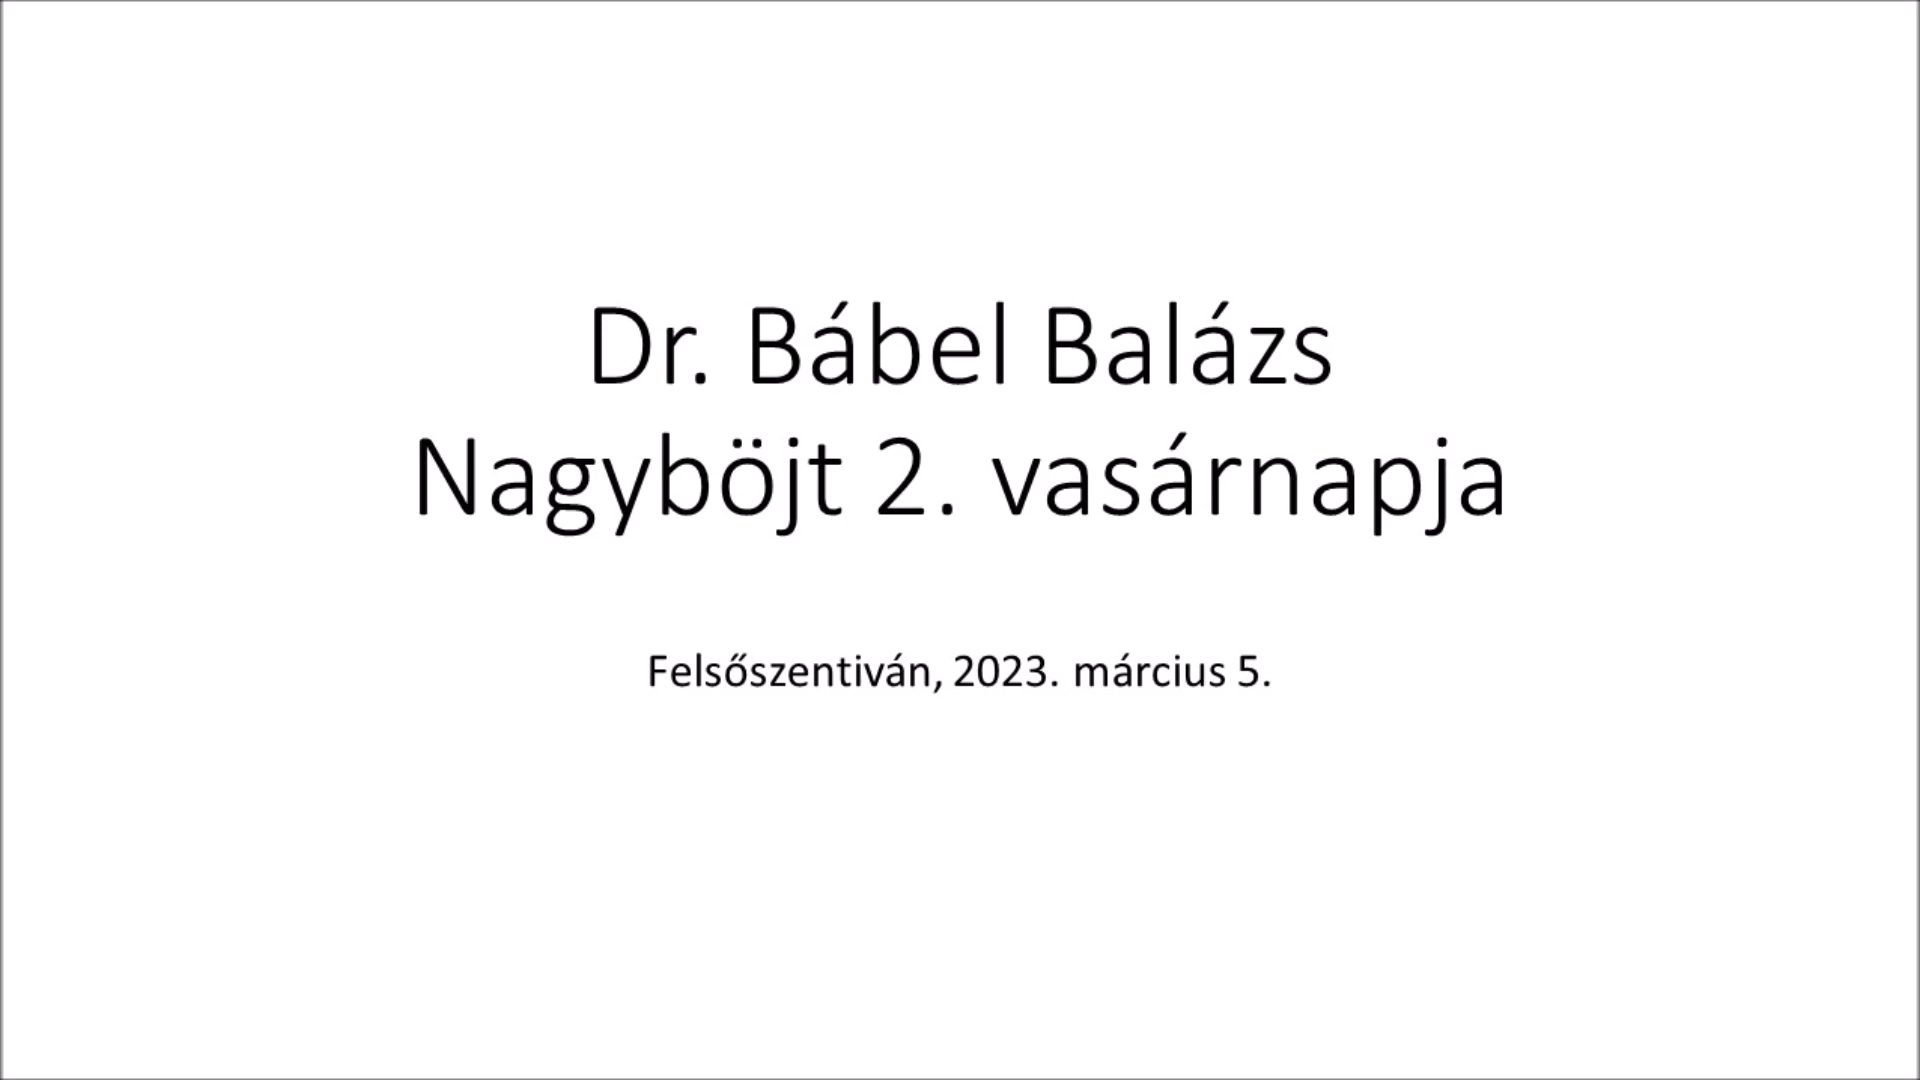 Dr. Bábel Balázs
Nagyböjt 2. vasárnapja
Felsőszentiván, 2023. március 5.